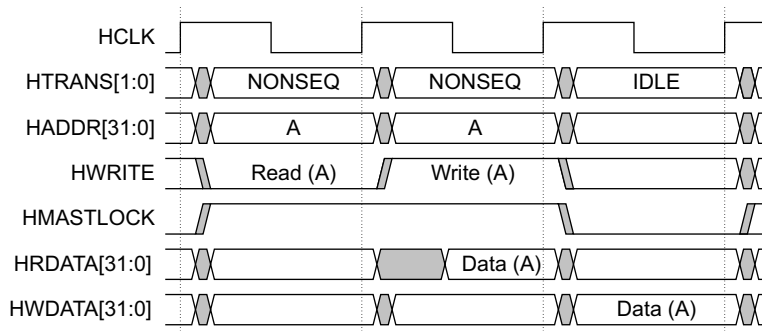 HCLK
HTRANS[1:0] NONSEQ NONSEQ IDLE
HADDR[31:0] A A
HWRITE Read (A) Write (A)
HMASTLOCK
HRDATA[31:0] Data (A)
HWDATA[31:0] Data (A)